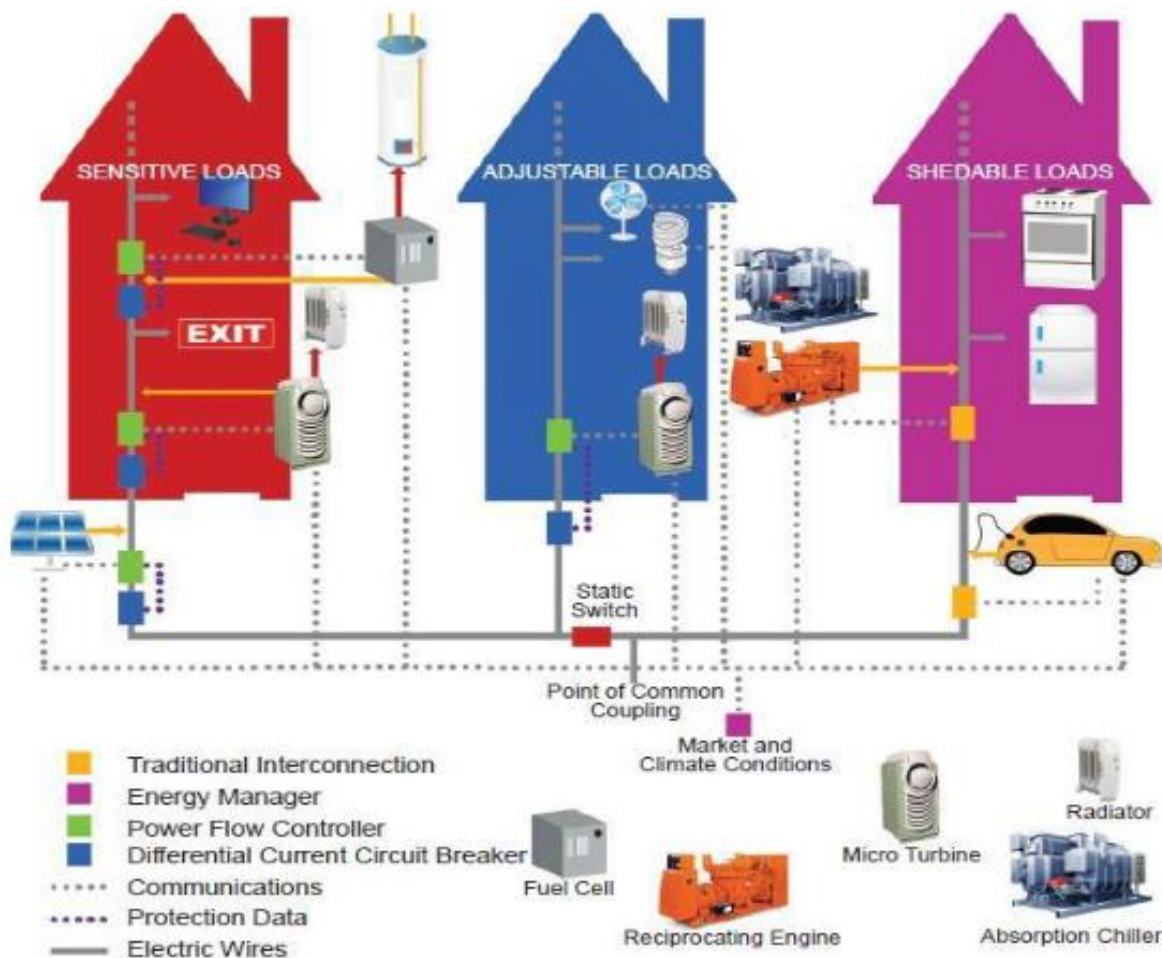 SENSITIVE LOADS
ADJUSTABLE LOADS
SHEDABLE LOADS
EXIT
Static
Switch
Point of Common
Coupling
Market and
Climate Conditions
Traditional Interconnection
Energy Manager
Power Flow Controller
Differential Current Circuit Breaker
Communications
Protection Data
Electric Wires
Fuel Cell
Reciprocating Engine
Micro Turbine
Radiator
Absorption Chiller